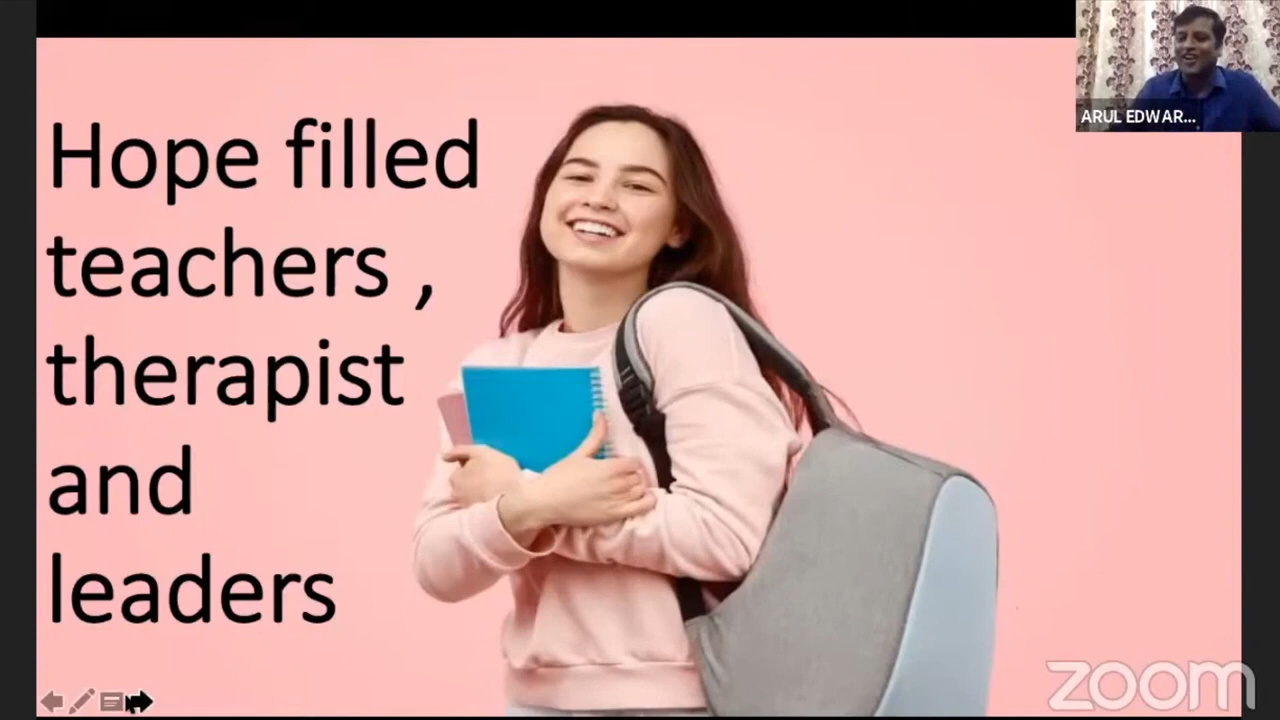 Hope filled
teachers ,
therapist
and
leaders
ARUL EDWAR...
zoom